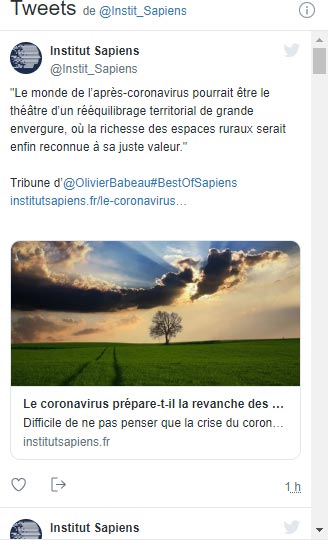 Tweets de @Instit_Sapiens
Institut Sapiens
@Instit_Sapiens
"Le monde de l'après-coronavirus pourrait être le
théâtre d'un rééquilibrage territorial de grande
envergure, où la richesse des espaces ruraux serait
enfin reconnue à sa juste valeur."
Tribune d'@OlivierBabeau#BestOfSapiens
institutsapiens.fr/le-coronavirus…
Le coronavirus prépare-t-il la revanche des …
Difficile de ne pas penser que la crise du coron…
institutsapiens.fr
1 h
Institut Sapiens